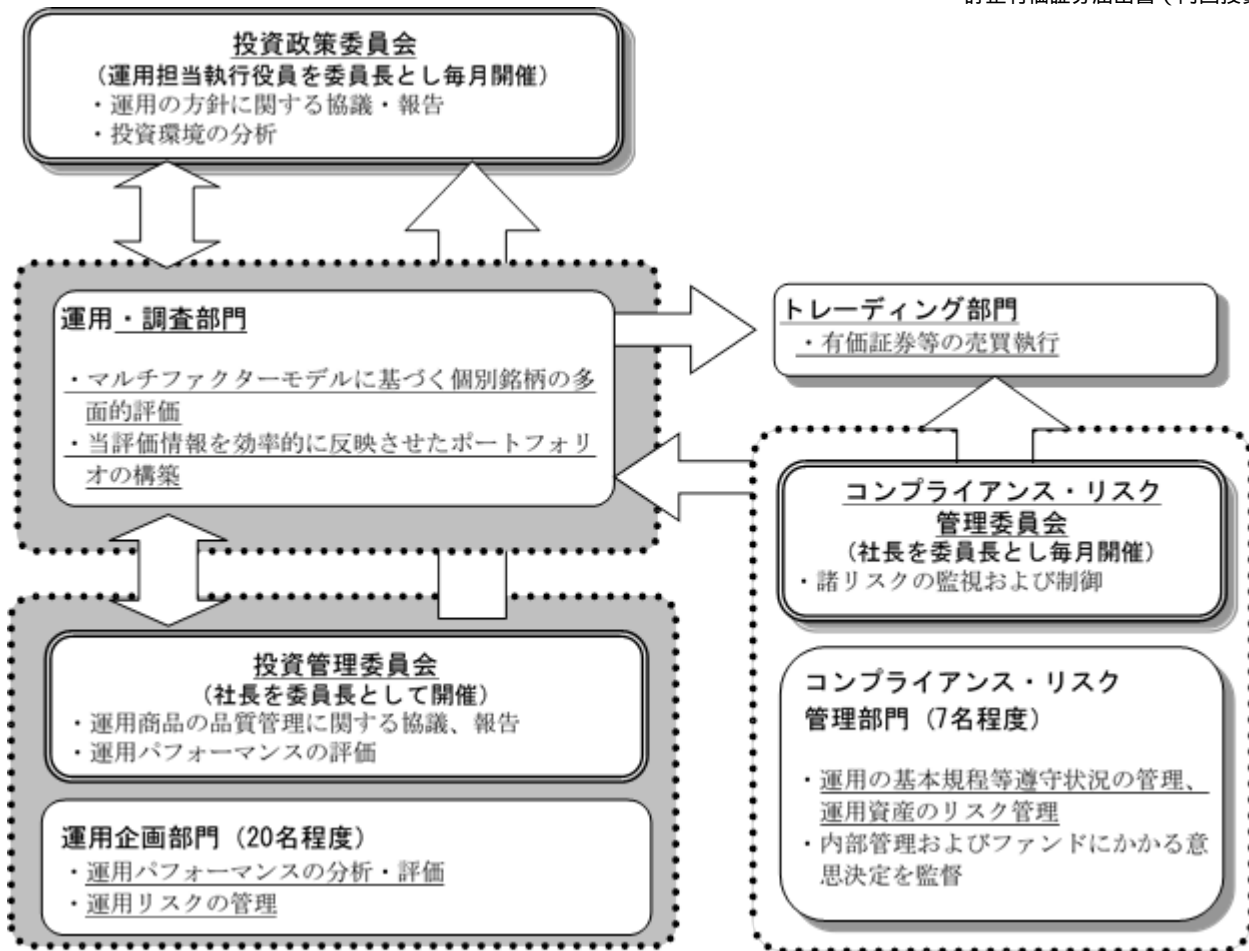 訂正有価証券届出書（内国投資
投資政策委員会
（運用担当執行役員を委員長とし毎月開催）
・運用の方針に関する協議・報告
・投資環境の分析
運用・調査部門
・マルチファクターモデルに基づく個別銘柄の多
面的評価
・当評価情報を効率的に反映させたポートフォリ
オの構築
トレーディング部門
・有価証券等の売買執行
コンプライアンス・リスク
管理委員会
（社長を委員長とし毎月開催）
・諸リスクの監視および制御
投資管理委員会
（社長を委員長として開催）
・運用商品の品質管理に関する協議、報告
・運用パフォーマンスの評価
運用企画部門（20名程度）
・運用パフォーマンスの分析・評価
・運用リスクの管理
コンプライアンス・リスク
管理部門（7名程度）
・運用の基本規程等遵守状況の管理、
運用資産のリスク管理
・内部管理およびファンドにかかる意
思決定を監督